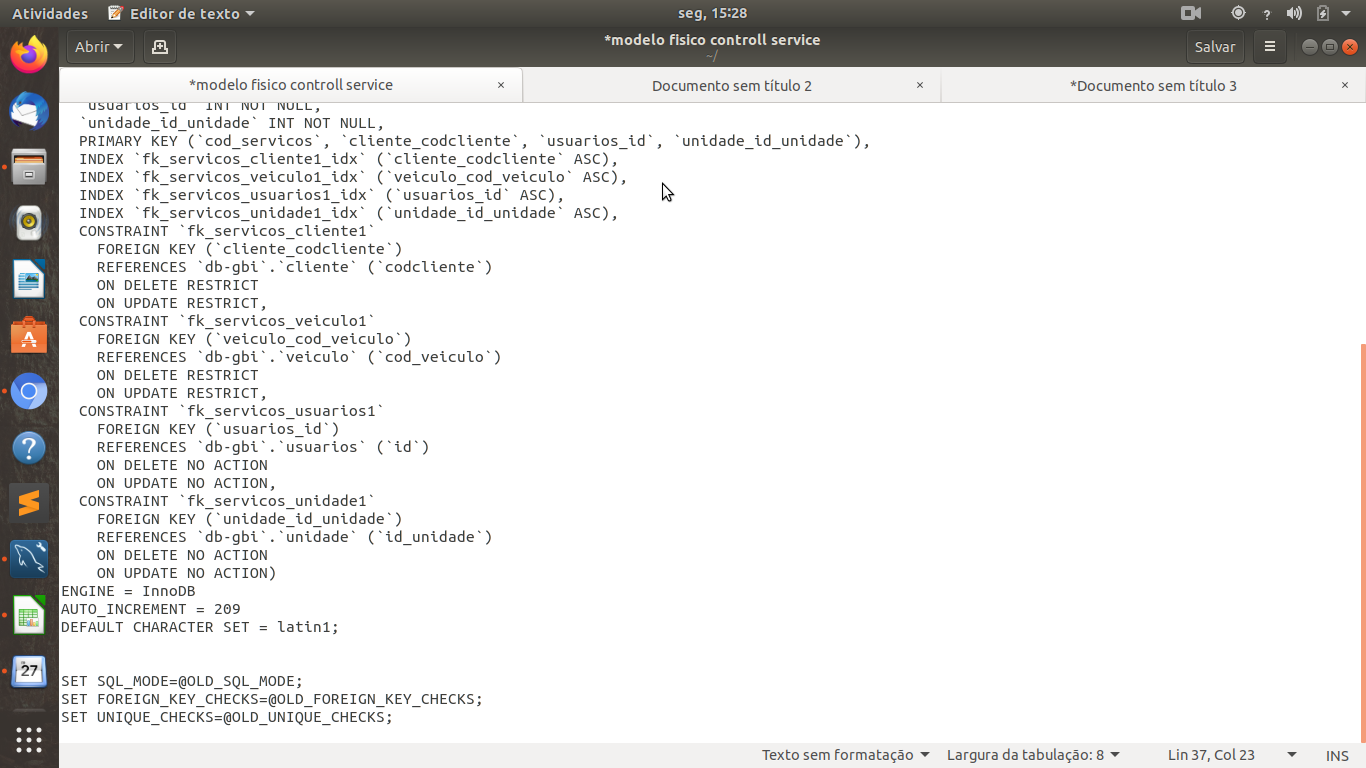 Atividades Editor de texto seg, 15:28
Abrir *modelo fisico controll service Salvar
~/
*modelo fisico controll service × Documento sem título 2 × *Documento sem título 3 ×
`usuarios_id` INT NOT NULL,
`unidade_id_unidade` INT NOT NULL,
PRIMARY KEY (`cod_servicos`, `cliente_codcliente`, `usuarios_id`, `unidade_id_unidade`),
INDEX `fk_servicos_cliente1_idx` (`cliente_codcliente` ASC),
INDEX `fk_servicos_veiculo1_idx` (`veiculo_cod_veiculo` ASC),
INDEX `fk_servicos_usuarios1_idx` (`usuarios_id` ASC),
INDEX `fk_servicos_unidade1_idx` (`unidade_id_unidade` ASC),
CONSTRAINT `fk_servicos_cliente1`
FOREIGN KEY (`cliente_codcliente`)
REFERENCES `db-gbi`.`cliente` (`codcliente`)
ON DELETE RESTRICT
ON UPDATE RESTRICT,
CONSTRAINT `fk_servicos_veiculo1`
FOREIGN KEY (`veiculo_cod_veiculo`)
REFERENCES `db-gbi`.`veiculo` (`cod_veiculo`)
ON DELETE RESTRICT
ON UPDATE RESTRICT,
CONSTRAINT `fk_servicos_usuarios1`
FOREIGN KEY (`usuarios_id`)
REFERENCES `db-gbi`.`usuarios` (`id`)
ON DELETE NO ACTION
ON UPDATE NO ACTION,
CONSTRAINT `fk_servicos_unidade1`
FOREIGN KEY (`unidade_id_unidade`)
REFERENCES `db-gbi`.`unidade` (`id_unidade`)
ON DELETE NO ACTION
ON UPDATE NO ACTION)
ENGINE = InnoDB
AUTO_INCREMENT = 209
DEFAULT CHARACTER SET = latin1;
27
SET SQL_MODE=@OLD_SQL_MODE;
SET FOREIGN_KEY_CHECKS=@OLD_FOREIGN_KEY_CHECKS;
SET UNIQUE_CHECKS=@OLD_UNIQUE_CHECKS;
Texto sem formatação Largura da tabulação: 8 Lin 37, Col 23 INS